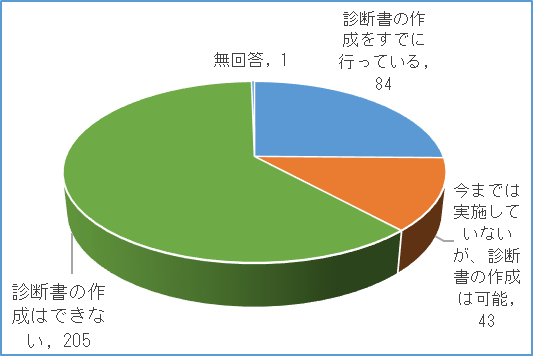 診断書の作
成をすでに
行っている,
84
無回答, 1
今までは
実施して
いない
が、診断
書の作成
は可能,
43
診断書の作
成はできな
い, 205